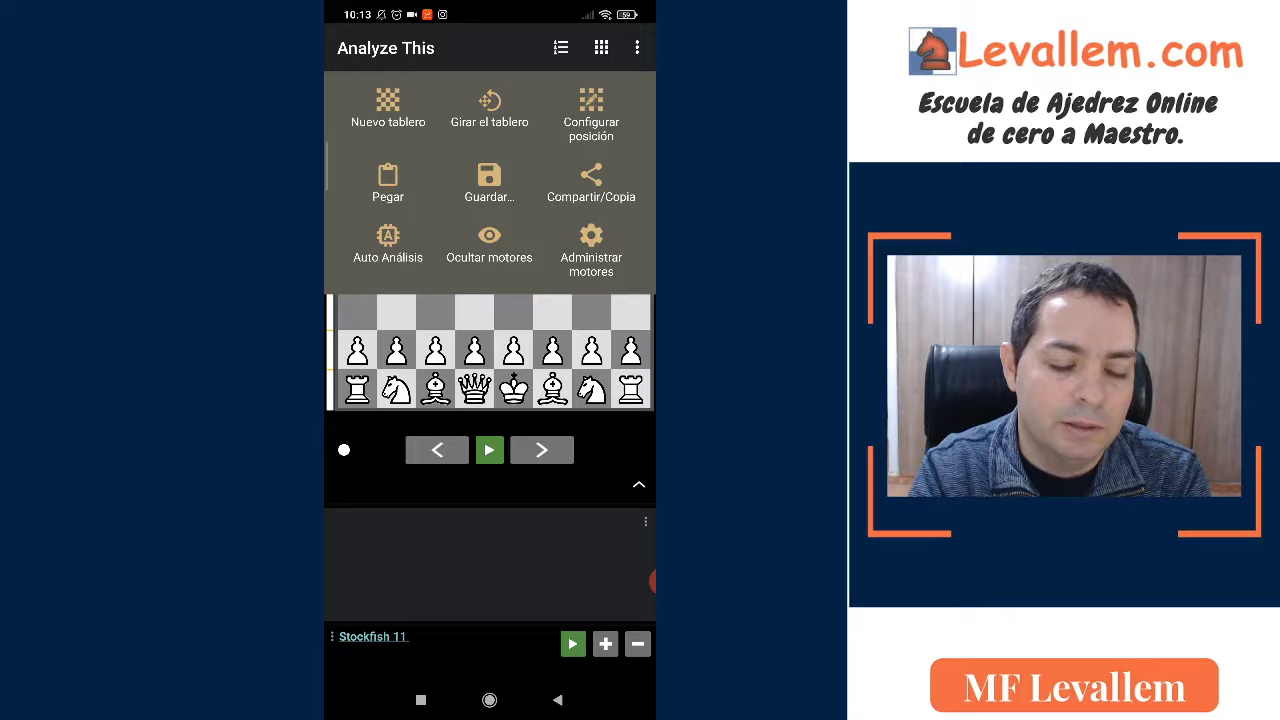 10:13
59
Analyze This
Nuevo tablero
Girar el tablero
Configurar
posición
Pegar
Guardar...
Compartir/Copia
A
Auto Análisis
Ocultar motores
Administrar
motores
Stockfish 11
Levallem.com
Escuela de Ajedrez Online
de cero a Maestro.
MF Levallem